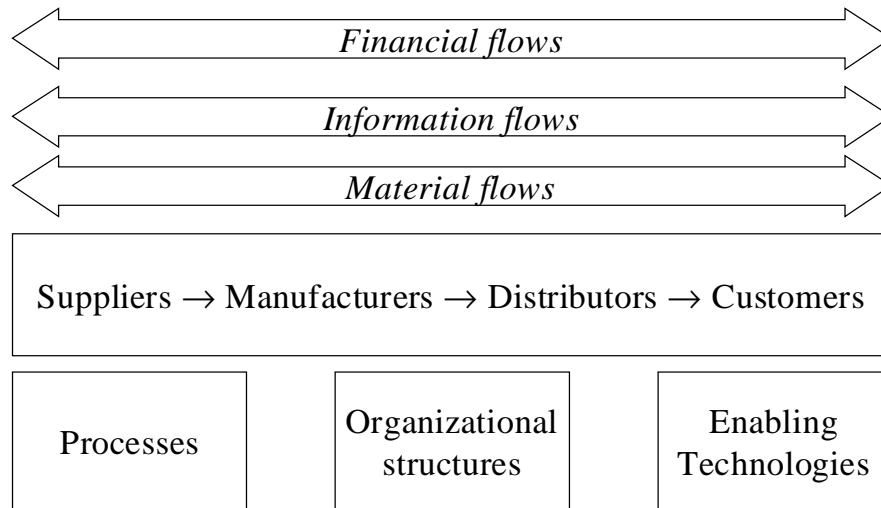 Financial flows
Information flows
Material flows
Suppliers → Manufacturers → Distributors → Customers
Processes
Organizational
structures
Enabling
Technologies